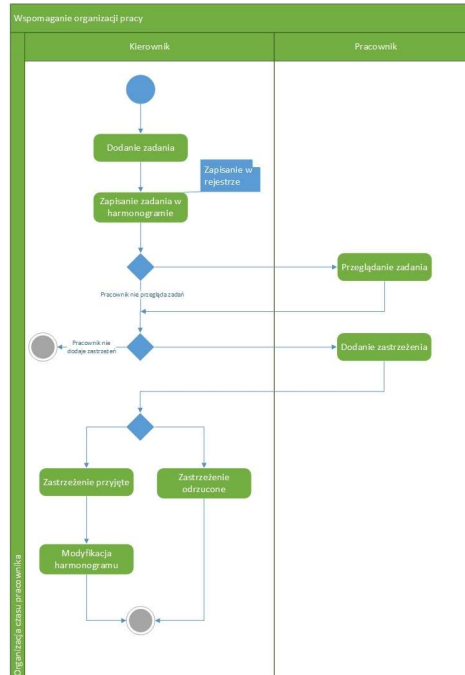 Wspomaganie organizacji pracy
Kierownik
Pracownik
Dodanie zadania
Zapisanie w
rejestrze
Zapisanie zadania w
harmonogramie
Przeglądanie zadania
Pracownik nie przegląda zadań
Pracownik nie
dodaje zastrzeżeń
Dodanie zastrzeżenia
Zastrzeżenie przyjęte
Zastrzeżenie
odrzucone
Modyfikacja
harmonogramu
Organizacja czasu pracownika